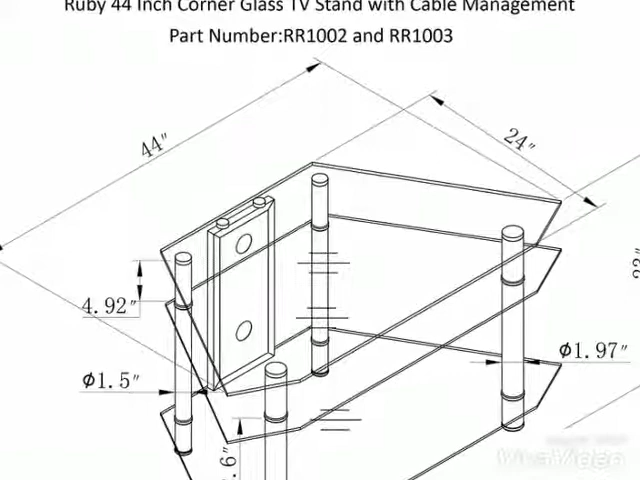 Ruby 44 Inch Corner Glass TV Stand with Cable Management
Part Number:RR1002 and RR1003
44"
24"
4.92"
ϕ1.97"
ϕ1.5"
VivaVideo